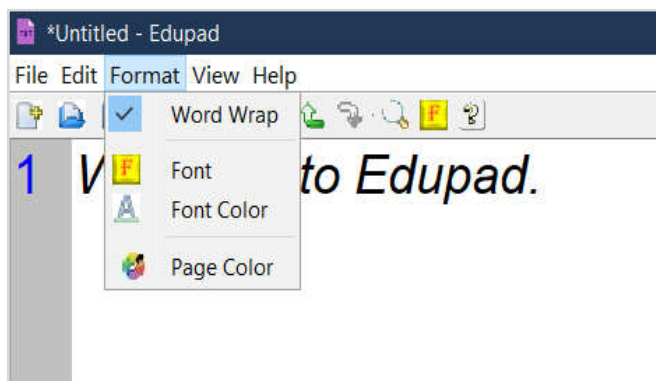 *Untitled - Edupad
File Edit Format View Help
Word Wrap
1 to Edupad.
Font
Font Color
Page Color